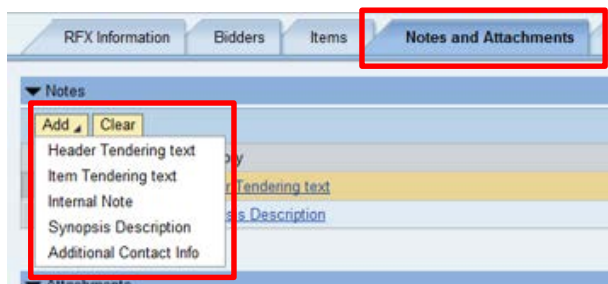 RFX Information Bidders Items Notes and Attachments
Notes
Add Clear
Header Tendering text
Item Tendering text
Internal Note
Tendering text
Synopsis Description
Description
Additional Contact Info
Attachments